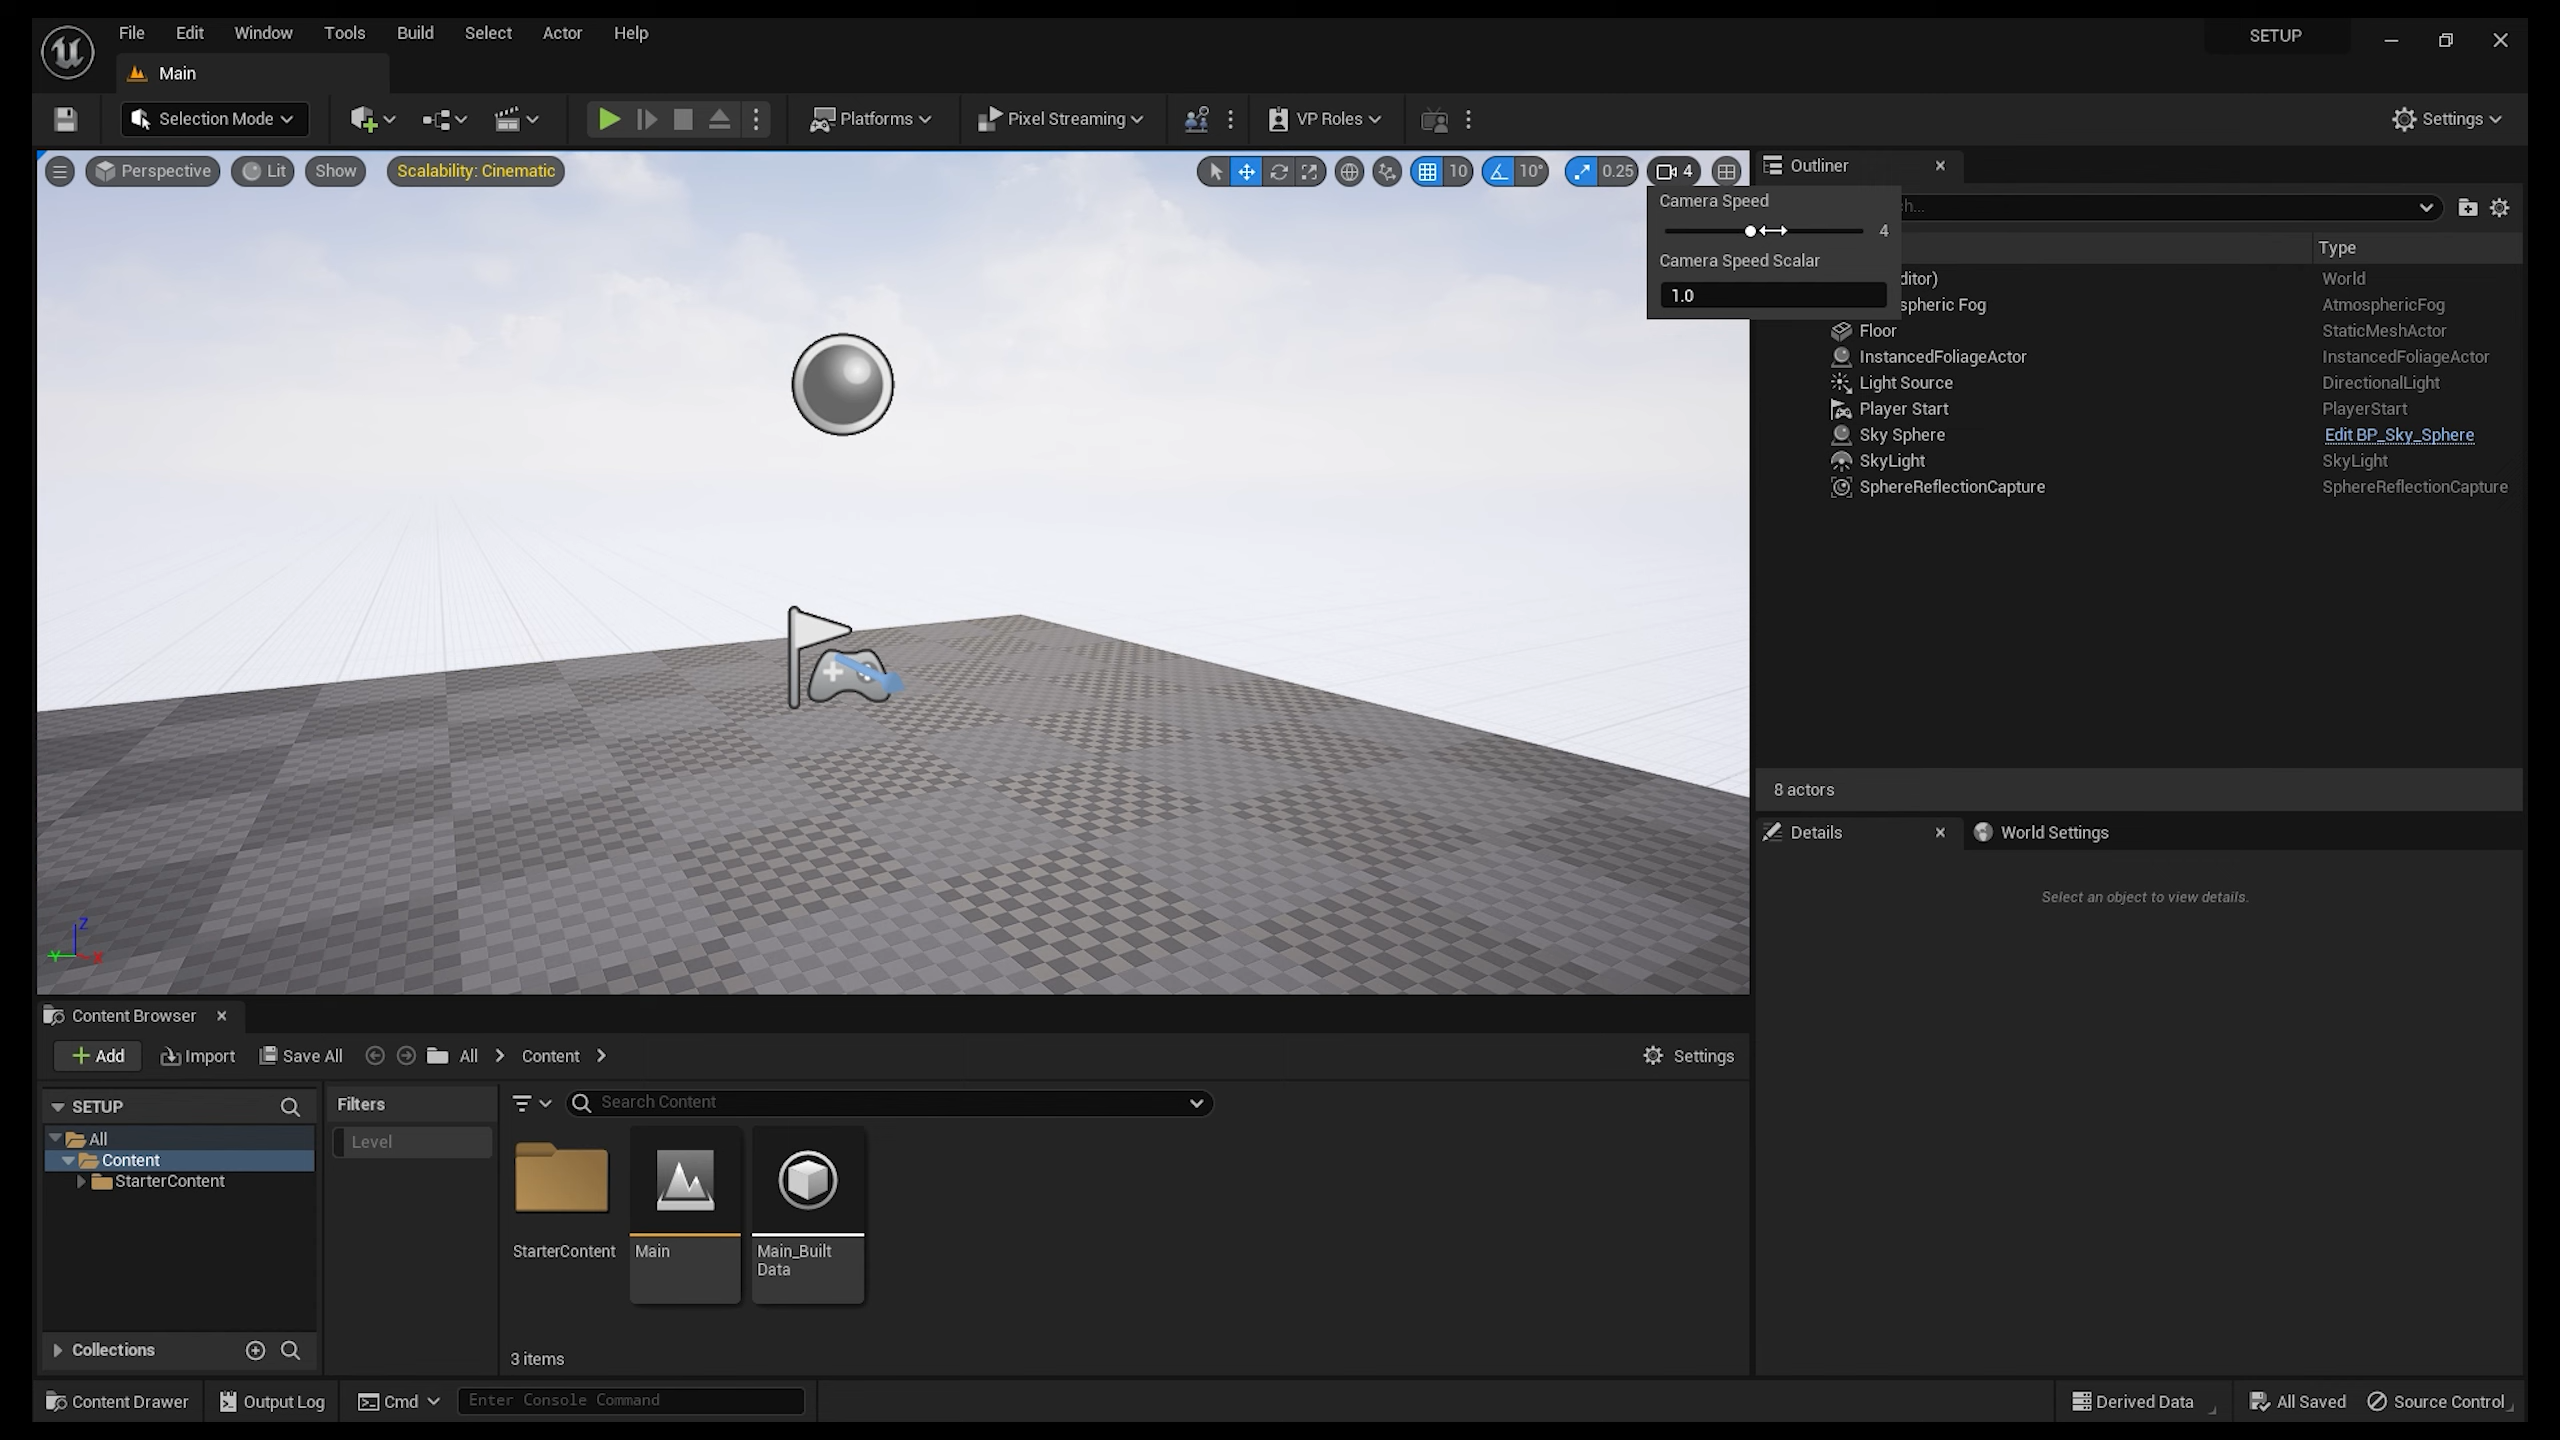 File Edit Window Tools Build Select Actor Help
SETUP
Main
Selection Mode
Platforms
Pixel Streaming
VP Roles
Settings
Perspective
Lit
Show
Scalability: Cinematic
10
10°
0.25
4
Outliner
Camera Speed
4
Camera Speed Scalar
1.0
Type
World
AtmosphericFog
Floor StaticMeshActor
InstancedFoliageActor InstancedFoliageActor
Light Source DirectionalLight
Player Start PlayerStart
Sky Sphere Edit BP_Sky_Sphere
SkyLight SkyLight
SphereReflectionCapture SphereReflectionCapture
8 actors
Details
World Settings
Select an object to view details.
Z
Y
X
Content Browser
Add
Import
Save All
All
Content
Settings
SETUP
All
Content
StarterContent
Filters
Level
Search Content
StarterContent
Main
Main_Built
Data
3 items
Collections
Content Drawer
Output Log
Cmd
Enter Console Command
Derived Data
All Saved
Source Control